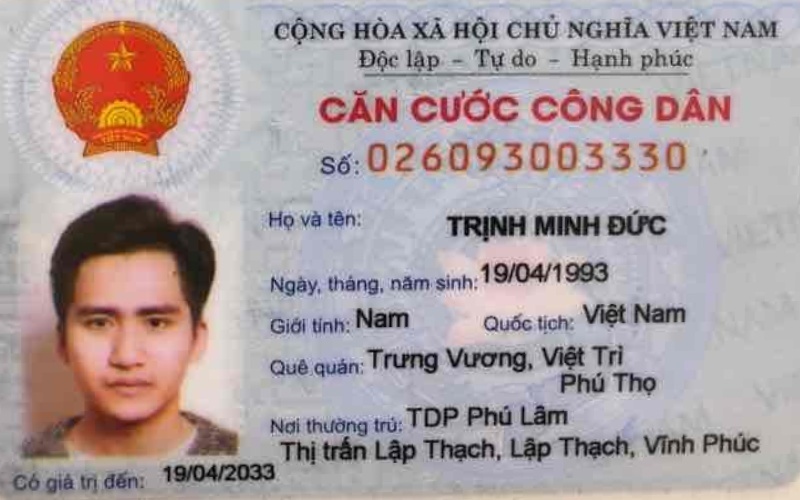 CỘNG HÒA XÃ HỘI CHỦ NGHĨA VIỆT NAM
Độc lập - Tự do - Hạnh phúc
CĂN CƯỚC CÔNG DÂN
Số: 026093003330
Họ và tên: TRỊNH MINH ĐỨC
Ngày, tháng, năm sinh: 19/04/1993
Giới tính: Nam Quốc tịch: Việt Nam
Quê quán: Trưng Vương, Việt Trì
Phú Thọ
Nơi thường trú: TDP Phú Lâm
Thị trấn Lập Thạch, Lập Thạch, Vĩnh Phúc
Có giá trị đến: 19/04/2033